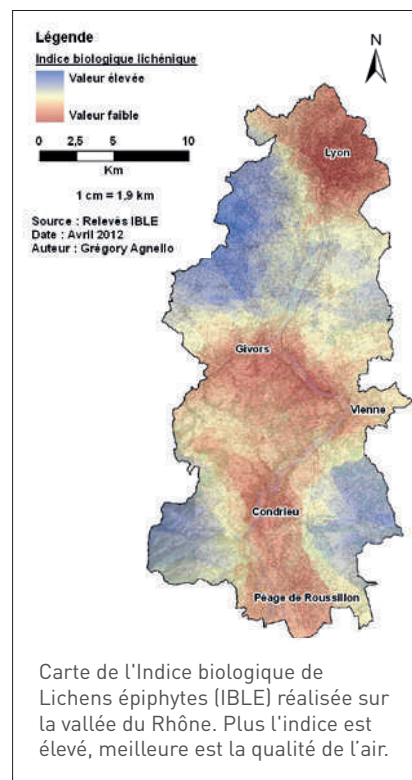 Légende
Indice biologique lichénique
Valeur élevée
Valeur faible
0 2,5 5 10
Km
1 cm = 1,9 km
Source : Relevés IBLE
Date : Avril 2012
Auteur : Grégory Agnello
N
Lyon
Givors
Vienne
Condrieu
Péage de Roussillon
Carte de l'Indice biologique de
Lichens épiphytes (IBLE) réalisée sur
la vallée du Rhône. Plus l'indice est
élevé, meilleure est la qualité de l'air.